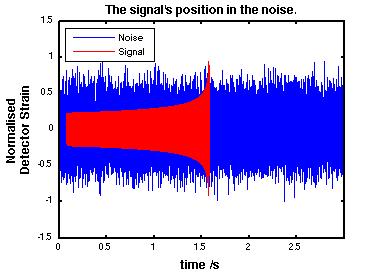 The signal's position in the noise.
Noise
Signal
Normalised
Detector Strain
1.5
1
0.5
0
-0.5
-1
-1.5
0
0.5
1
1.5
2
2.5
time /s